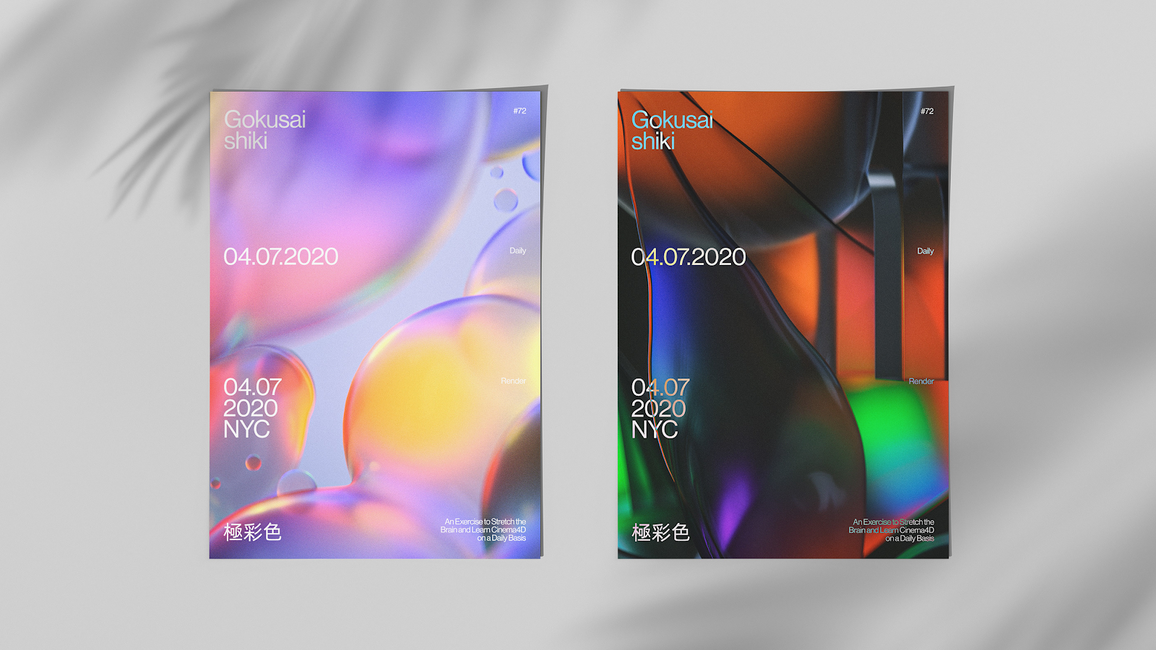 Gokusai
shiki
#72
04.07.2020
Daily
Render
04.07
2020
NYC
極彩色
An Exercise to Stretch the
Brain and Learn Cinema4D
on a Daily Basis
Gokusai
shiki
#72
04.07.2020
Daily
Render
04.07
2020
NYC
極彩色
An Exercise to Stretch the
Brain and Learn Cinema4D
on a Daily Basis